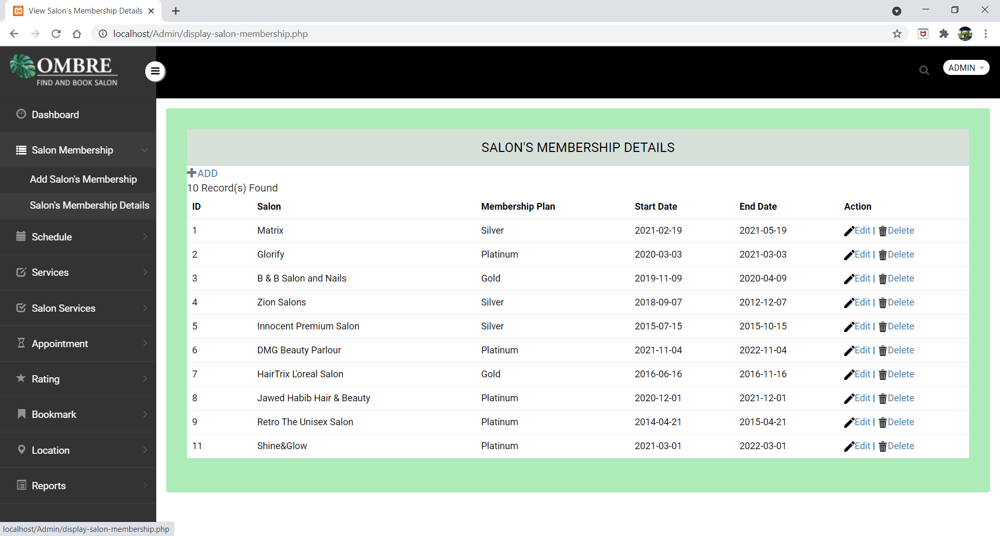 View Salon's Membership Details
localhost/Admin/display-salon-membership.php
OMBRE
FIND AND BOOK SALON
ADMIN
Dashboard
Salon Membership
Add Salon's Membership
Salon's Membership Details
Schedule
Services
Salon Services
Appointment
Rating
Bookmark
Location
Reports
SALON'S MEMBERSHIP DETAILS
ADD
10 Record(s) Found
ID Salon Membership Plan Start Date End Date Action
1 Matrix Silver 2021-02-19 2021-05-19 Edit | Delete
2 Glorify Platinum 2020-03-03 2021-03-03 Edit | Delete
3 B & B Salon and Nails Gold 2019-11-09 2020-04-09 Edit | Delete
4 Zion Salons Silver 2018-09-07 2012-12-07 Edit | Delete
5 Innocent Premium Salon Silver 2015-07-15 2015-10-15 Edit | Delete
6 DMG Beauty Parlour Platinum 2021-11-04 2022-11-04 Edit | Delete
7 HairTrix L'oreal Salon Gold 2016-06-16 2016-11-16 Edit | Delete
8 Jawed Habib Hair & Beauty Platinum 2020-12-01 2021-12-01 Edit | Delete
9 Retro The Unisex Salon Platinum 2014-04-21 2015-04-21 Edit | Delete
11 Shine&Glow Platinum 2021-03-01 2022-03-01 Edit | Delete
localhost/Admin/display-salon-membership.php